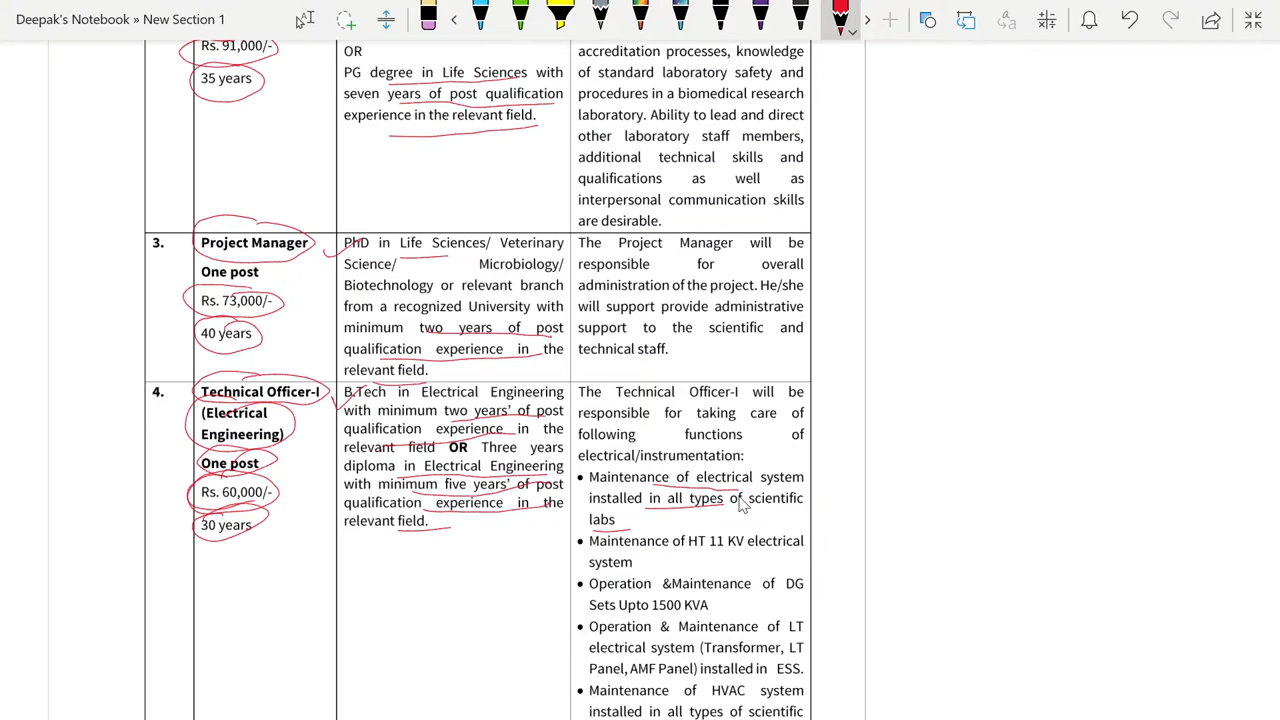 Deepak's Notebook » New Section 1
Rs. 91,000/-
35 years
OR
PG degree in Life Sciences with
seven years of post qualification
experience in the relevant field.
accreditation processes, knowledge
of standard laboratory safety and
procedures in a biomedical research
laboratory. Ability to lead and direct
other laboratory staff members,
additional technical skills and
qualifications as well as
interpersonal communication skills
are desirable.
3.
Project Manager
One post
Rs. 73,000/-
40 years
PhD in Life Sciences/ Veterinary
Science/ Microbiology/
Biotechnology or relevant branch
from a recognized University with
minimum two years of post
qualification experience in the
relevant field.
The Project Manager will be
responsible for overall
administration of the project. He/she
will support provide administrative
support to the scientific and
technical staff.
4.
Technical Officer-I
(Electrical
Engineering)
One post
Rs. 60,000/-
30 years
B.Tech in Electrical Engineering
with minimum two years' of post
qualification experience in the
relevant field OR Three years
diploma in Electrical Engineering
with minimum five years' of post
qualification experience in the
relevant field.
The Technical Officer-I will be
responsible for taking care of
following functions of
electrical/instrumentation:
• Maintenance of electrical system
installed in all types of scientific
labs
• Maintenance of HT 11 KV electrical
system
• Operation &Maintenance of DG
Sets Upto 1500 KVA
• Operation & Maintenance of LT
electrical system (Transformer, LT
Panel, AMF Panel) installed in ESS.
• Maintenance of HVAC system
installed in all types of scientific